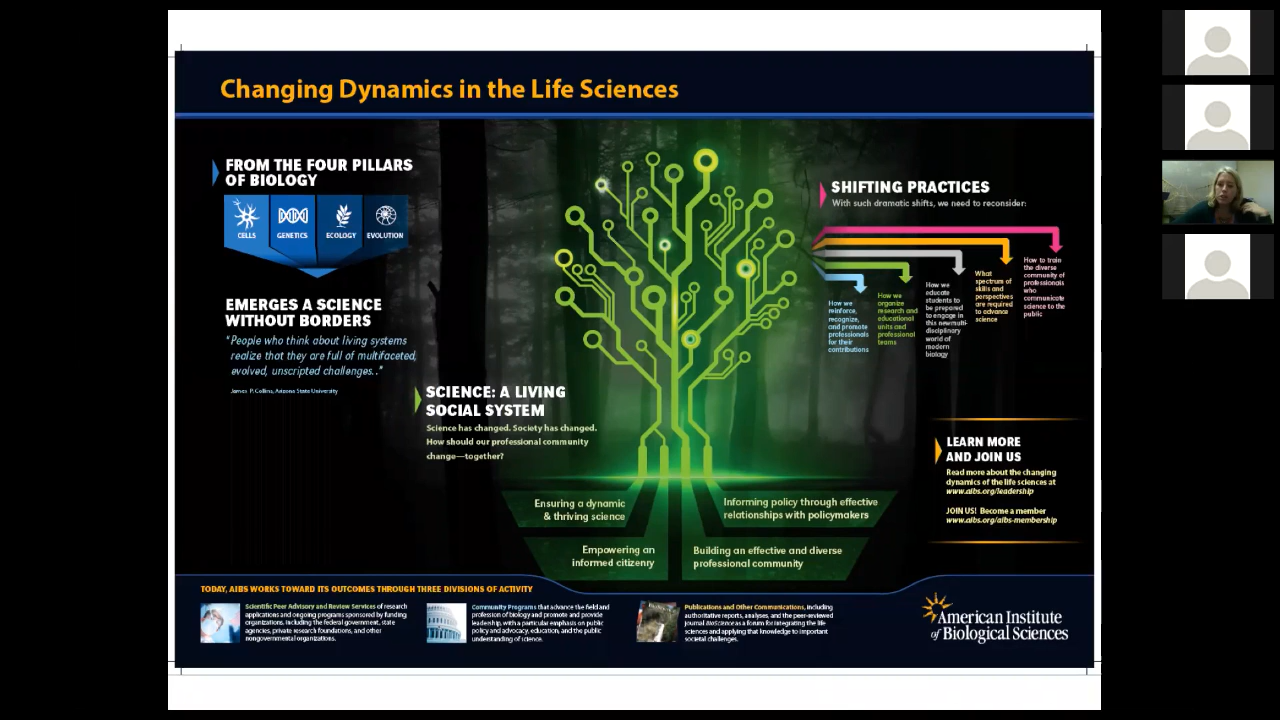 Changing Dynamics in the Life Sciences
FROM THE FOUR PILLARS
OF BIOLOGY
CELLS
GENETICS
ECOLOGY
EVOLUTION
EMERGES A SCIENCE
WITHOUT BORDERS
"People who think about living systems
realize that they are full of multifaceted,
evolved, unscripted challenges.."
James P. Collins, Arizona State University
SCIENCE: A LIVING
SOCIAL SYSTEM
Science has changed. Society has changed.
How should our professional community
change—together?
SHIFTING PRACTICES
With such dramatic shifts, we need to reconsider:
How we
reinforce,
recognize,
and promote
professionals
for their
contributions
How we
organize
research and
educational
units and
professional
teams
How we
educate
students to
be prepared
to engage in
this newmulti-
disciplinary
world of
modern
biology
What
spectrum of
skills and
perspectives
are required
to advance
science
How to train
the diverse
community of
professionals
who
communicate
science to the
public
Ensuring a dynamic
& thriving science
Informing policy through effective
relationships with policymakers
Empowering an
informed citizenry
Building an effective and diverse
professional community
LEARN MORE
AND JOIN US
Read more about the changing
dynamics of the life sciences at
www.aibs.org/leadership
JOIN US! Become a member
www.aibs.org/aibs-membership
TODAY, AIBS WORKS TOWARD ITS OUTCOMES THROUGH THREE DIVISIONS OF ACTIVITY
Scientific Peer Advisory and Review Services of research
applications and ongoing programs sponsored by funding
organizations, including the federal government, state
agencies, private research foundations, and other
nongovernmental organizations.
Community Programs that advance the field and
profession of biology and promote and provide
leadership, with a particular emphasis on public
policy and advocacy, education, and the public
understanding of science.
Publications and Other Communications, including
authoritative reports, analyses, and the peer-reviewed
journal BioScience as a forum for integrating the life
sciences and applying that knowledge to important
societal challenges.
American Institute
of Biological Sciences